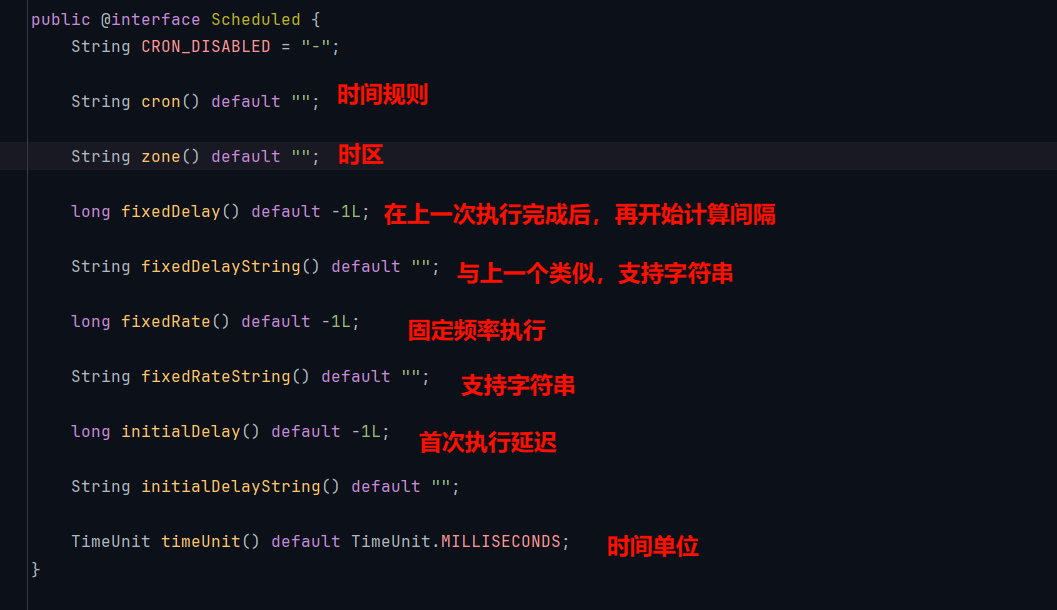 public @interface Scheduled {
String CRON_DISABLED = "-";
String cron() default ""; 时间规则
String zone() default ""; 时区
long fixedDelay() default -1L; 在上一次执行完成后，再开始计算间隔
String fixedDelayString() default ""; 与上一个类似，支持字符串
long fixedRate() default -1L; 固定频率执行
String fixedRateString() default ""; 支持字符串
long initialDelay() default -1L; 首次执行延迟
String initialDelayString() default "";
TimeUnit timeUnit() default TimeUnit.MILLISECONDS; 时间单位
}